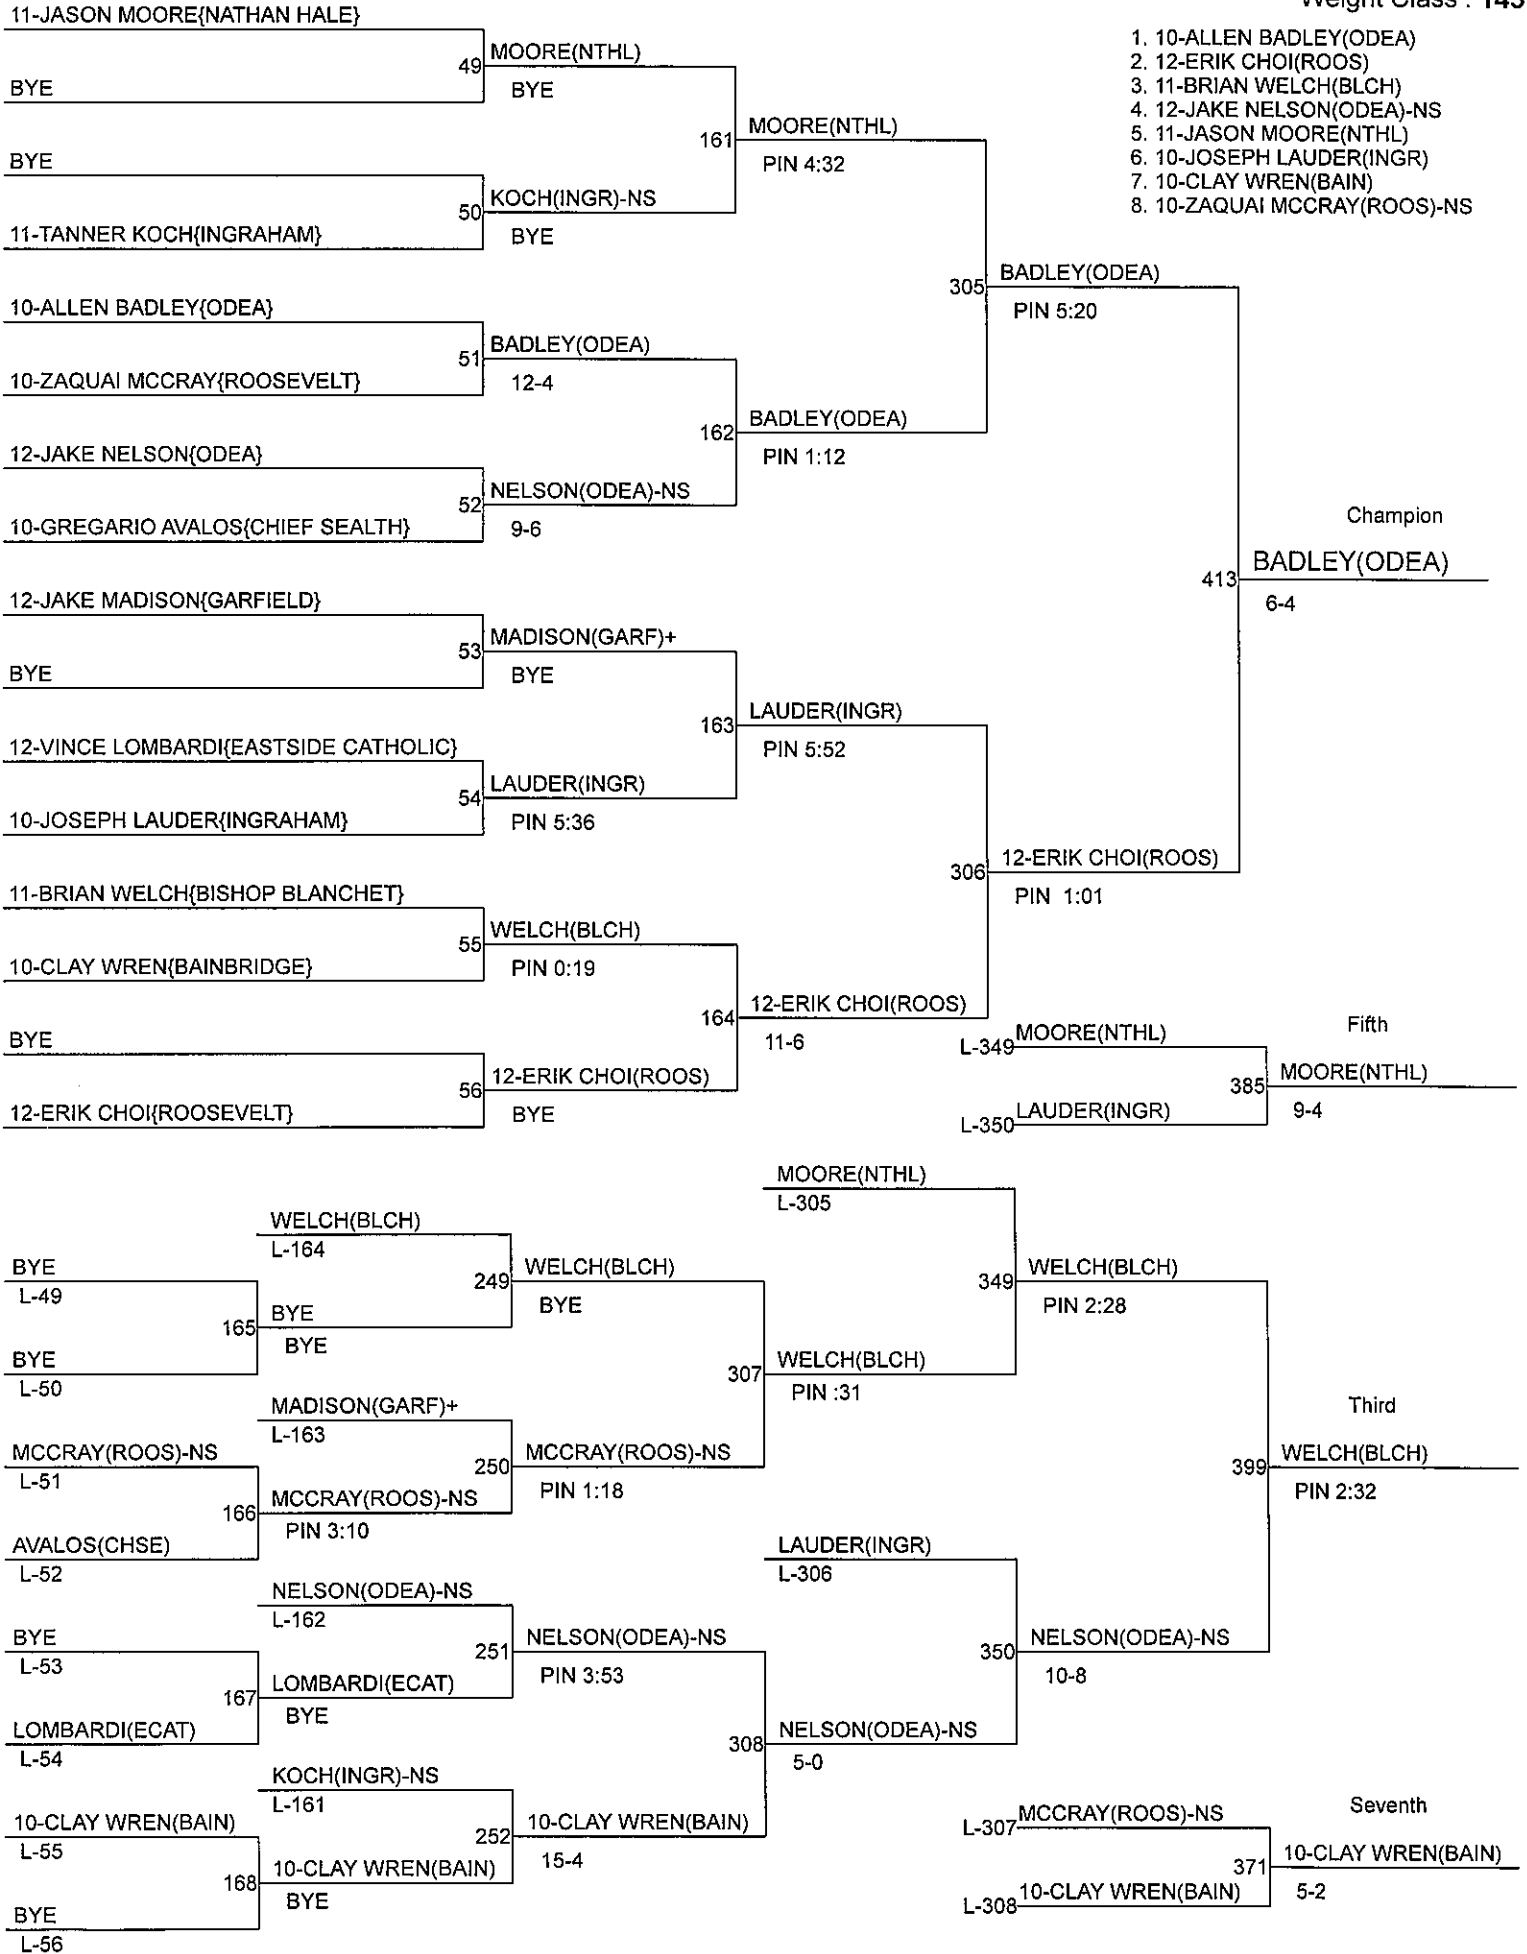 Weight Class : 145
1. 10-ALLEN BADLEY(ODEA)
2. 12-ERIK CHOI(ROOS)
3. 11-BRIAN WELCH(BLCH)
4. 12-JAKE NELSON(ODEA)-NS
5. 11-JASON MOORE(NTHL)
6. 10-JOSEPH LAUDER(INGR)
7. 10-CLAY WREN(BAIN)
8. 10-ZAQUAI MCCRAY(ROOS)-NS
11-JASON MOORE{NATHAN HALE}
BYE
BYE
11-TANNER KOCH{INGRAHAM}
10-ALLEN BADLEY{ODEA}
10-ZAQUAI MCCRAY{ROOSEVELT}
12-JAKE NELSON{ODEA}
10-GREGARIO AVALOS{CHIEF SEALTH}
12-JAKE MADISON{GARFIELD}
BYE
12-VINCE LOMBARDI{EASTSIDE CATHOLIC}
10-JOSEPH LAUDER{INGRAHAM}
11-BRIAN WELCH{BISHOP BLANCHET}
10-CLAY WREN{BAINBRIDGE}
BYE
12-ERIK CHOI{ROOSEVELT}
49 MOORE(NTHL)
BYE
50 KOCH(INGR)-NS
BYE
51 BADLEY(ODEA)
12-4
52 NELSON(ODEA)-NS
9-6
53 MADISON(GARF)+
BYE
54 LAUDER(INGR)
PIN 5:36
55 WELCH(BLCH)
PIN 0:19
56 12-ERIK CHOI(ROOS)
BYE
161 MOORE(NTHL)
PIN 4:32
162 BADLEY(ODEA)
PIN 1:12
163 LAUDER(INGR)
PIN 5:52
164 12-ERIK CHOI(ROOS)
11-6
305 BADLEY(ODEA)
PIN 5:20
306 12-ERIK CHOI(ROOS)
PIN 1:01
Champion
413 BADLEY(ODEA)
6-4
Fifth
L-349 MOORE(NTHL)
L-350 LAUDER(INGR)
385 MOORE(NTHL)
9-4
BYE
L-49
BYE
L-50
MCCRAY(ROOS)-NS
L-51
AVALOS(CHSE)
L-52
BYE
L-53
LOMBARDI(ECAT)
L-54
10-CLAY WREN(BAIN)
L-55
BYE
L-56
WELCH(BLCH)
L-164
165 BYE
BYE
MADISON(GARF)+
L-163
166 MCCRAY(ROOS)-NS
PIN 3:10
NELSON(ODEA)-NS
L-162
167 LOMBARDI(ECAT)
BYE
KOCH(INGR)-NS
L-161
168 10-CLAY WREN(BAIN)
BYE
249 WELCH(BLCH)
BYE
250 MCCRAY(ROOS)-NS
PIN 1:18
251 NELSON(ODEA)-NS
PIN 3:53
252 10-CLAY WREN(BAIN)
15-4
MOORE(NTHL)
L-305
307 WELCH(BLCH)
PIN :31
LAUDER(INGR)
L-306
308 NELSON(ODEA)-NS
5-0
349 WELCH(BLCH)
PIN 2:28
350 NELSON(ODEA)-NS
10-8
Third
399 WELCH(BLCH)
PIN 2:32
Seventh
L-307 MCCRAY(ROOS)-NS
L-308 10-CLAY WREN(BAIN)
371 10-CLAY WREN(BAIN)
5-2